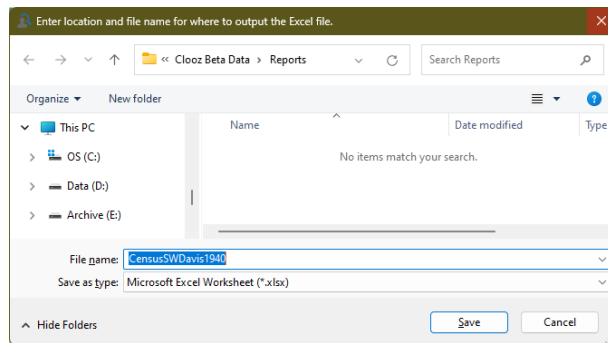 Enter location and file name for where to output the Excel file.
« Clooz Beta Data > Reports
Search Reports
Organize New folder
This PC
Name Date modified Type
No items match your search.
OS (C:)
Data (D:)
Archive (E:)
File name: CensusSWDavis1940
Save as type: Microsoft Excel Worksheet (*.xlsx)
Hide Folders Save Cancel